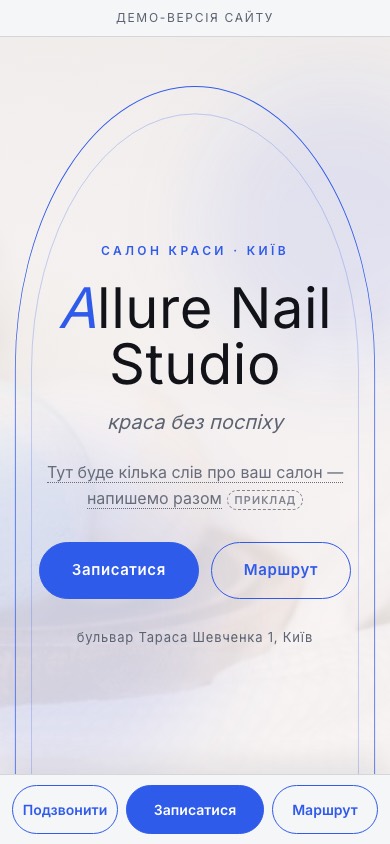 ДЕМО-ВЕРСІЯ САЙТУ
САЛОН КРАСИ · КИЇВ
Allure Nail
Studio
краса без поспіху
Тут буде кілька слів про ваш салон —
напишемо разом ПРИКЛАД
Записатися Маршрут
бульвар Тараса Шевченка 1, Київ
Подзвонити Записатися Маршрут